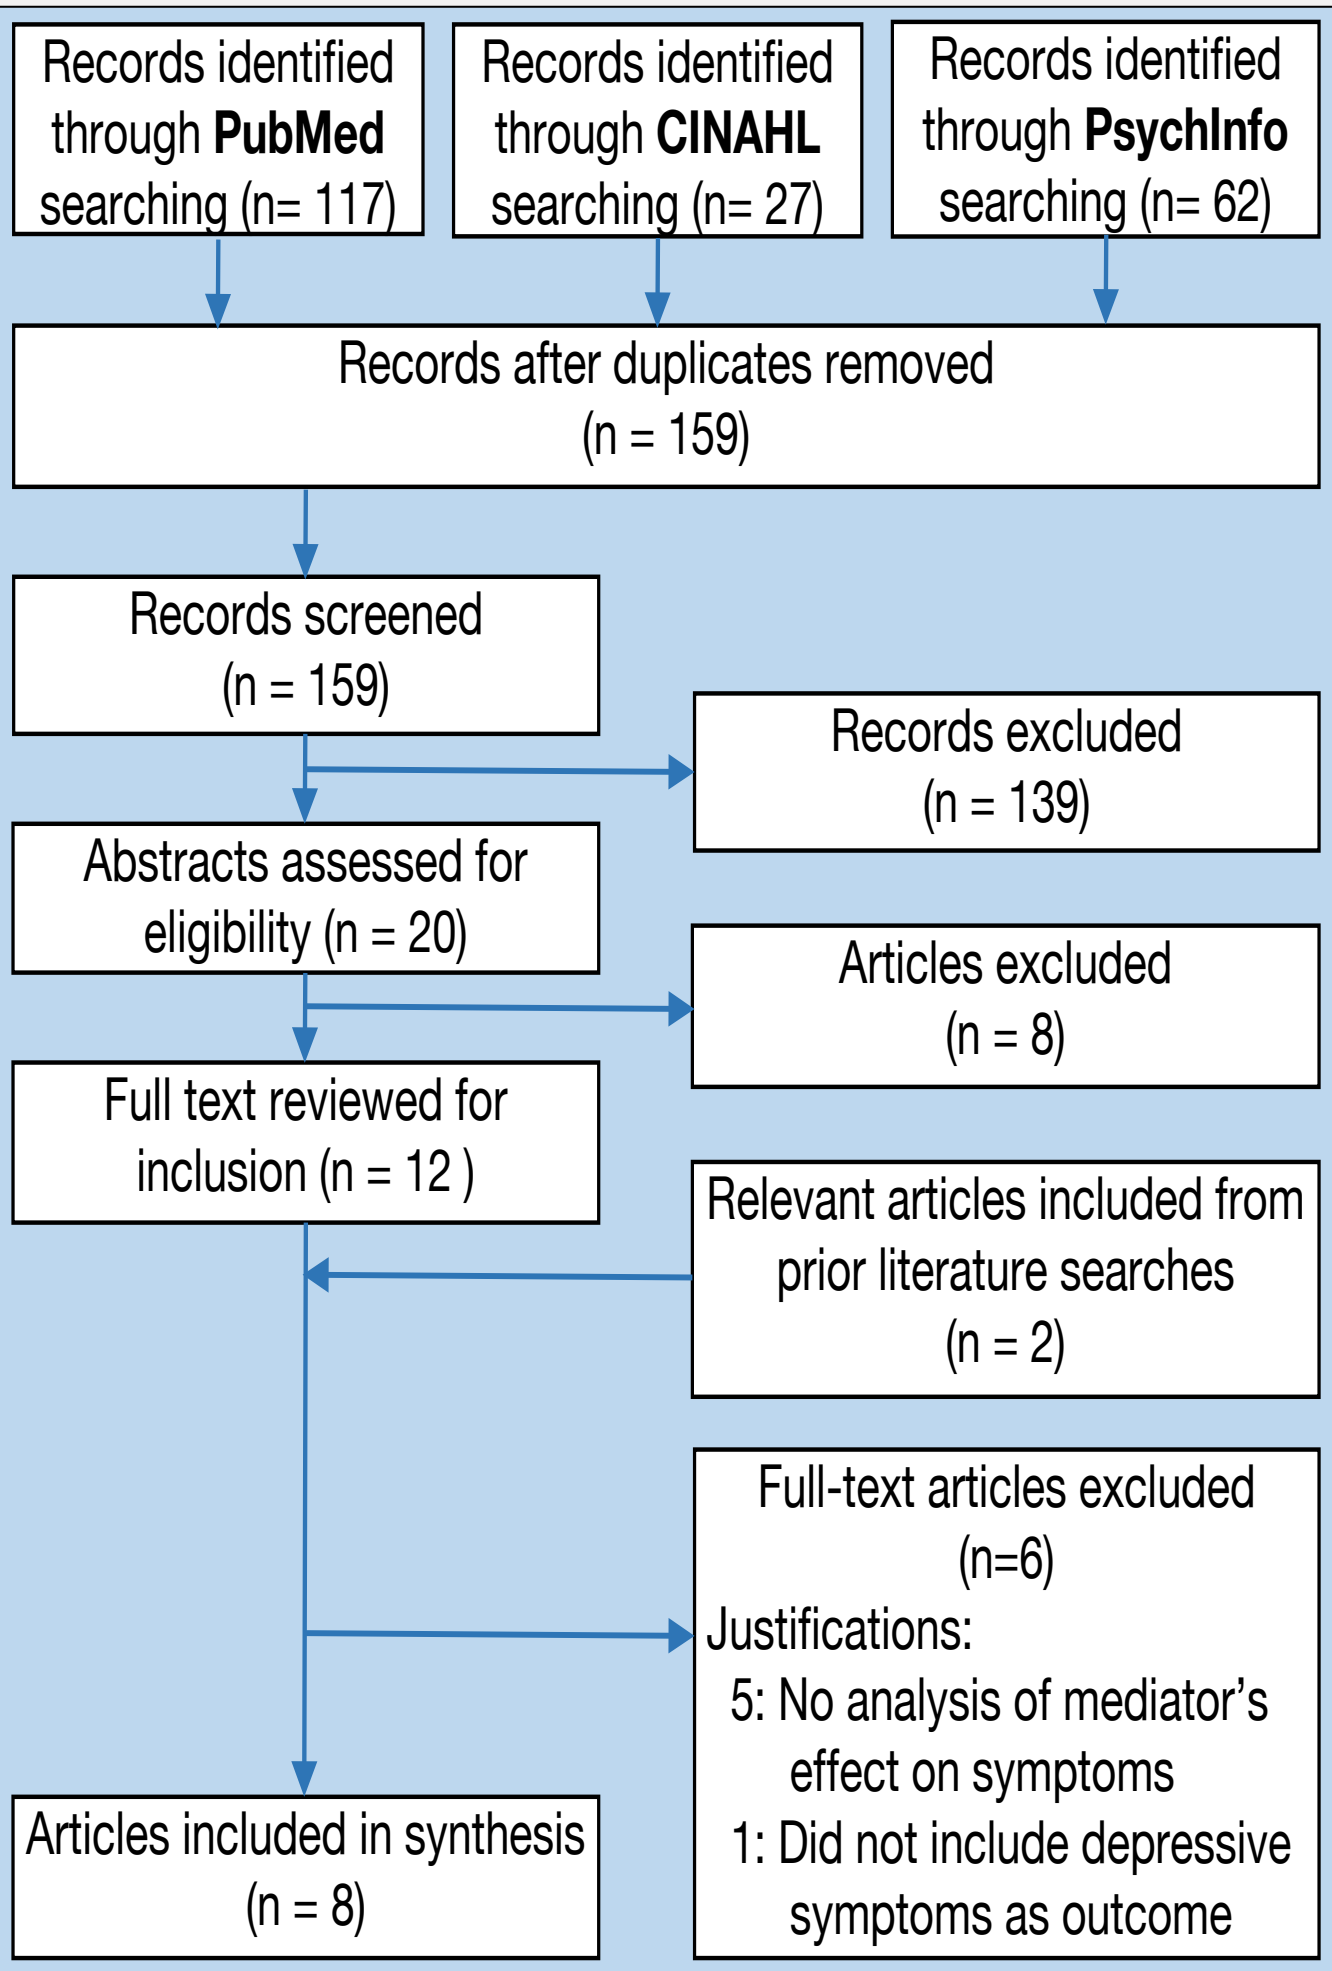 Records identified
through PubMed
searching (n= 117)
Records identified
through CINAHL
searching (n= 27)
Records identified
through PsychInfo
searching (n= 62)
Records after duplicates removed
(n = 159)
Records screened
(n = 159)
Records excluded
(n = 139)
Abstracts assessed for
eligibility (n = 20)
Articles excluded
(n = 8)
Full text reviewed for
inclusion (n = 12 )
Relevant articles included from
prior literature searches
(n = 2)
Full-text articles excluded
(n=6)
Justifications:
5: No analysis of mediator’s
effect on symptoms
1: Did not include depressive
symptoms as outcome
Articles included in synthesis
(n = 8)